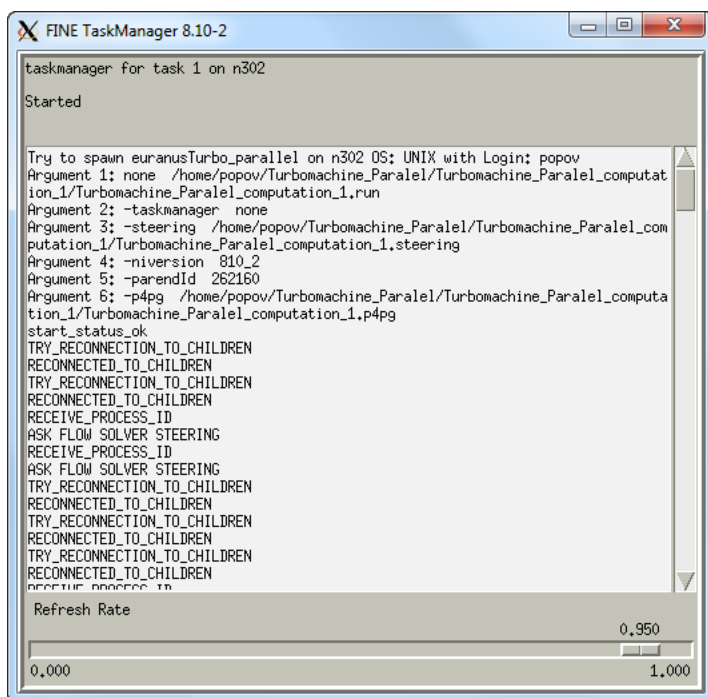 FINE TaskManager 8.10-2
taskmanager for task 1 on n302
Started
Try to spawn euranusTurbo_parallel on n302 OS: UNIX with Login: popov
Argument 1: none  /home/popov/Turbomachine_Paralel/Turbomachine_Paralel_computat
ion_1/Turbomachine_Paralel_computation_1.run
Argument 2: -taskmanager  none
Argument 3: -steering  /home/popov/Turbomachine_Paralel/Turbomachine_Paralel_com
putation_1/Turbomachine_Paralel_computation_1.steering
Argument 4: -niversion  810_2
Argument 5: -parendId  262160
Argument 6: -p4pg  /home/popov/Turbomachine_Paralel/Turbomachine_Paralel_computa
tion_1/Turbomachine_Paralel_computation_1.p4pg
start_status_ok
TRY_RECONNECTION_TO_CHILDREN
RECONNECTED_TO_CHILDREN
TRY_RECONNECTION_TO_CHILDREN
RECONNECTED_TO_CHILDREN
RECEIVE_PROCESS_ID
ASK FLOW SOLVER STEERING
RECEIVE_PROCESS_ID
ASK FLOW SOLVER STEERING
TRY_RECONNECTION_TO_CHILDREN
RECONNECTED_TO_CHILDREN
TRY_RECONNECTION_TO_CHILDREN
RECONNECTED_TO_CHILDREN
TRY_RECONNECTION_TO_CHILDREN
RECONNECTED_TO_CHILDREN
RECEIVE_PROCESS_ID
Refresh Rate
0.950
0.000 1.000